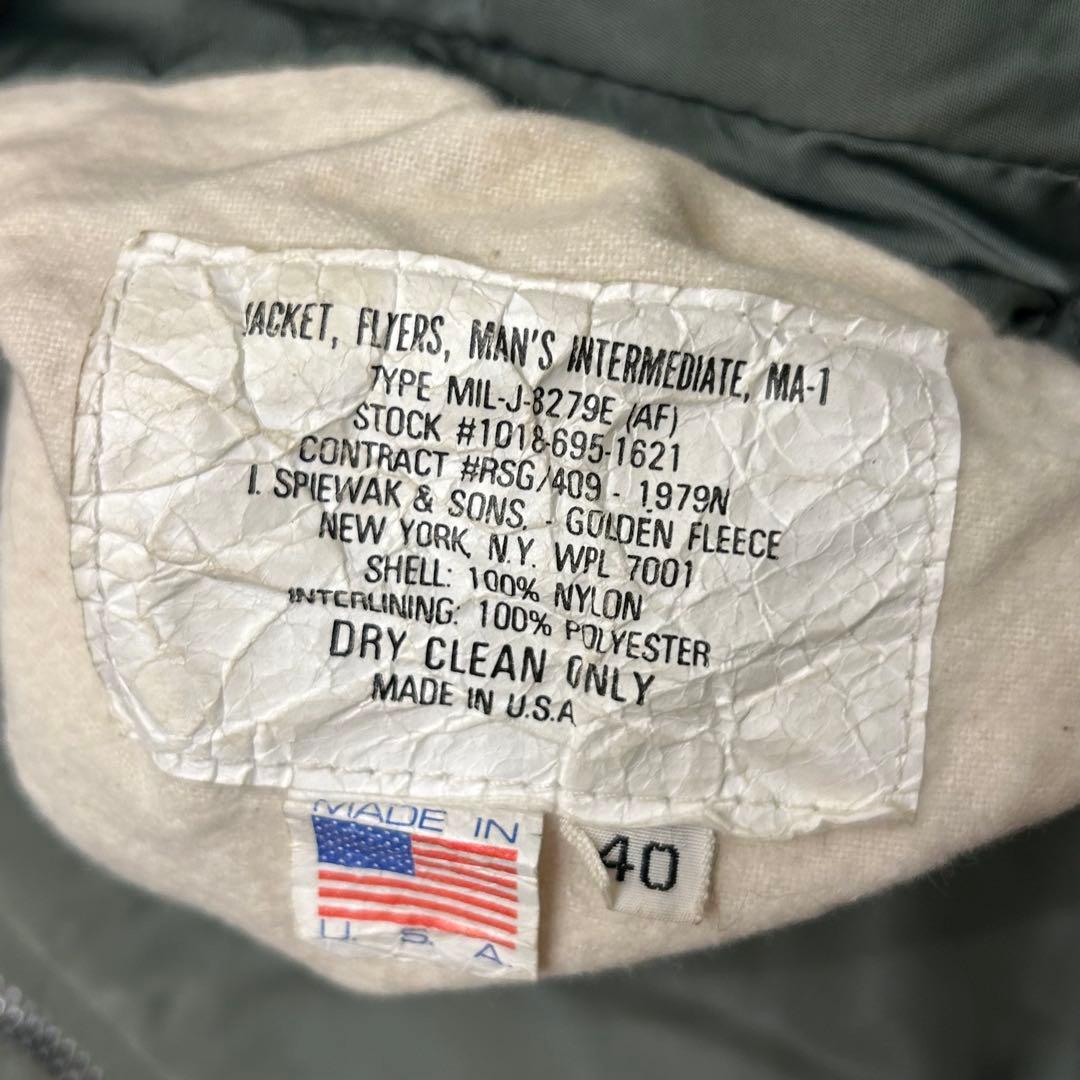 JACKET, FLYERS, MAN'S INTERMEDIATE, MA-1
TYPE MIL-J-8279E (AF)
STOCK #1018-695-1621
CONTRACT #RSG/409 - 1979N
I. SPIEWAK & SONS. - GOLDEN FLEECE
NEW YORK, N.Y. WPL 7001
SHELL: 100% NYLON
INTERLINING: 100% POLYESTER
DRY CLEAN ONLY
MADE IN U.S.A
MADE IN
U. S. A.
40